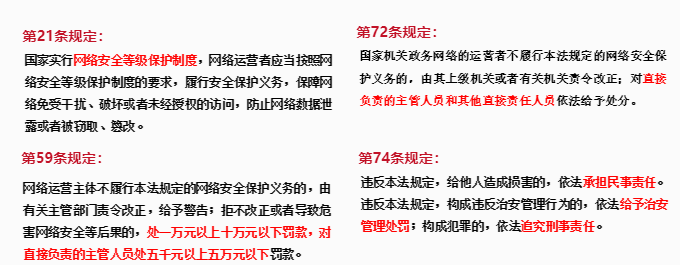 第21条规定：
国家实行网络安全等级保护制度，网络运营者应当按照网
络安全等级保护制度的要求，履行安全保护义务，保障网
络免受干扰、破坏或者未经授权的访问，防止网络数据泄
露或者被窃取、篡改。
第59条规定：
网络运营主体不履行本法规定的网络安全保护义务的，由
有关主管部门责令改正，给予警告；拒不改正或者导致危
害网络安全等后果的，处一万元以上十万元以下罚款，对
直接负责的主管人员处五千元以上五万元以下罚款。
第72条规定：
国家机关政务网络的运营者不履行本法规定的网络安全保
护义务的，由其上级机关或者有关机关责令改正；对直接
负责的主管人员和其他直接责任人员依法给予处分。
第74条规定：
违反本法规定，给他人造成损害的，依法承担民事责任。
违反本法规定，构成违反治安管理行为的，依法给予治安
管理处罚；构成犯罪的，依法追究刑事责任。